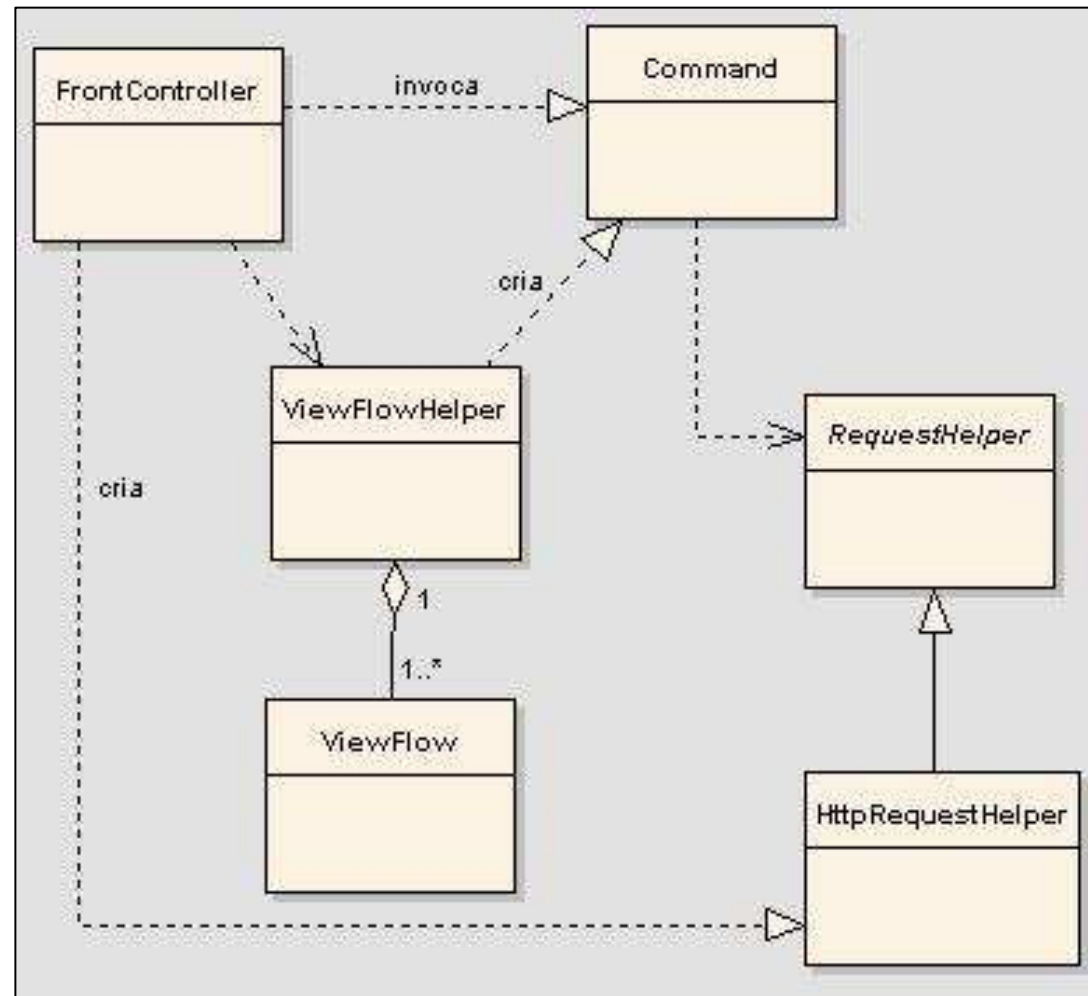 FrontController
invoca
Command
cria
ViewFlowHelper
RequestHelper
cria
1
1..*
ViewFlow
HttpRequestHelper